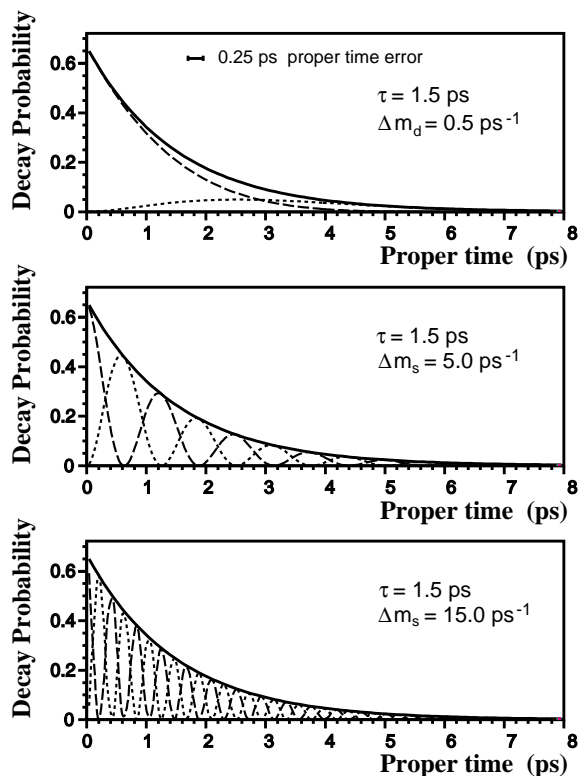 Decay Probability
0.6
0.4
0.2
0
0.25 ps proper time error
τ = 1.5 ps
Δm_d = 0.5 ps⁻¹
0 1 2 3 4 5 6 7 8
Proper time (ps)
Decay Probability
0.6
0.4
0.2
0
τ = 1.5 ps
Δm_s = 5.0 ps⁻¹
0 1 2 3 4 5 6 7 8
Proper time (ps)
Decay Probability
0.6
0.4
0.2
0
τ = 1.5 ps
Δm_s = 15.0 ps⁻¹
0 1 2 3 4 5 6 7 8
Proper time (ps)